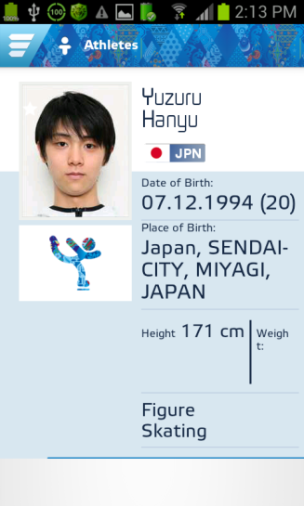 2:13 PM
Athletes
Yuzuru
Hanyu
JPN
Date of Birth:
07.12.1994 (20)
Place of Birth:
Japan, SENDAI-
CITY, MIYAGI,
JAPAN
Height 171 cm
Weigh
t:
Figure
Skating